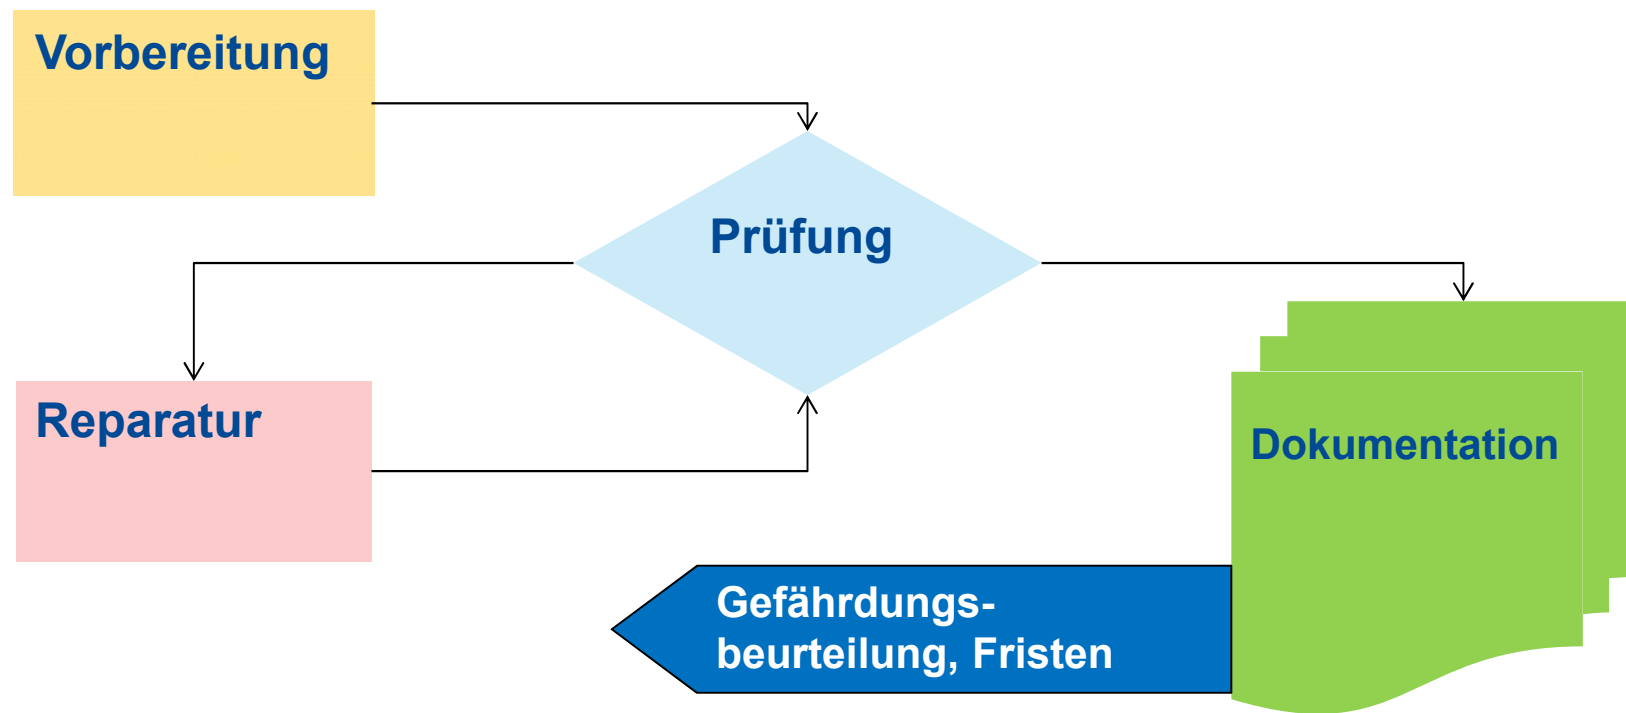 Vorbereitung
Prüfung
Reparatur
Dokumentation
Gefährdungs-
beurteilung, Fristen